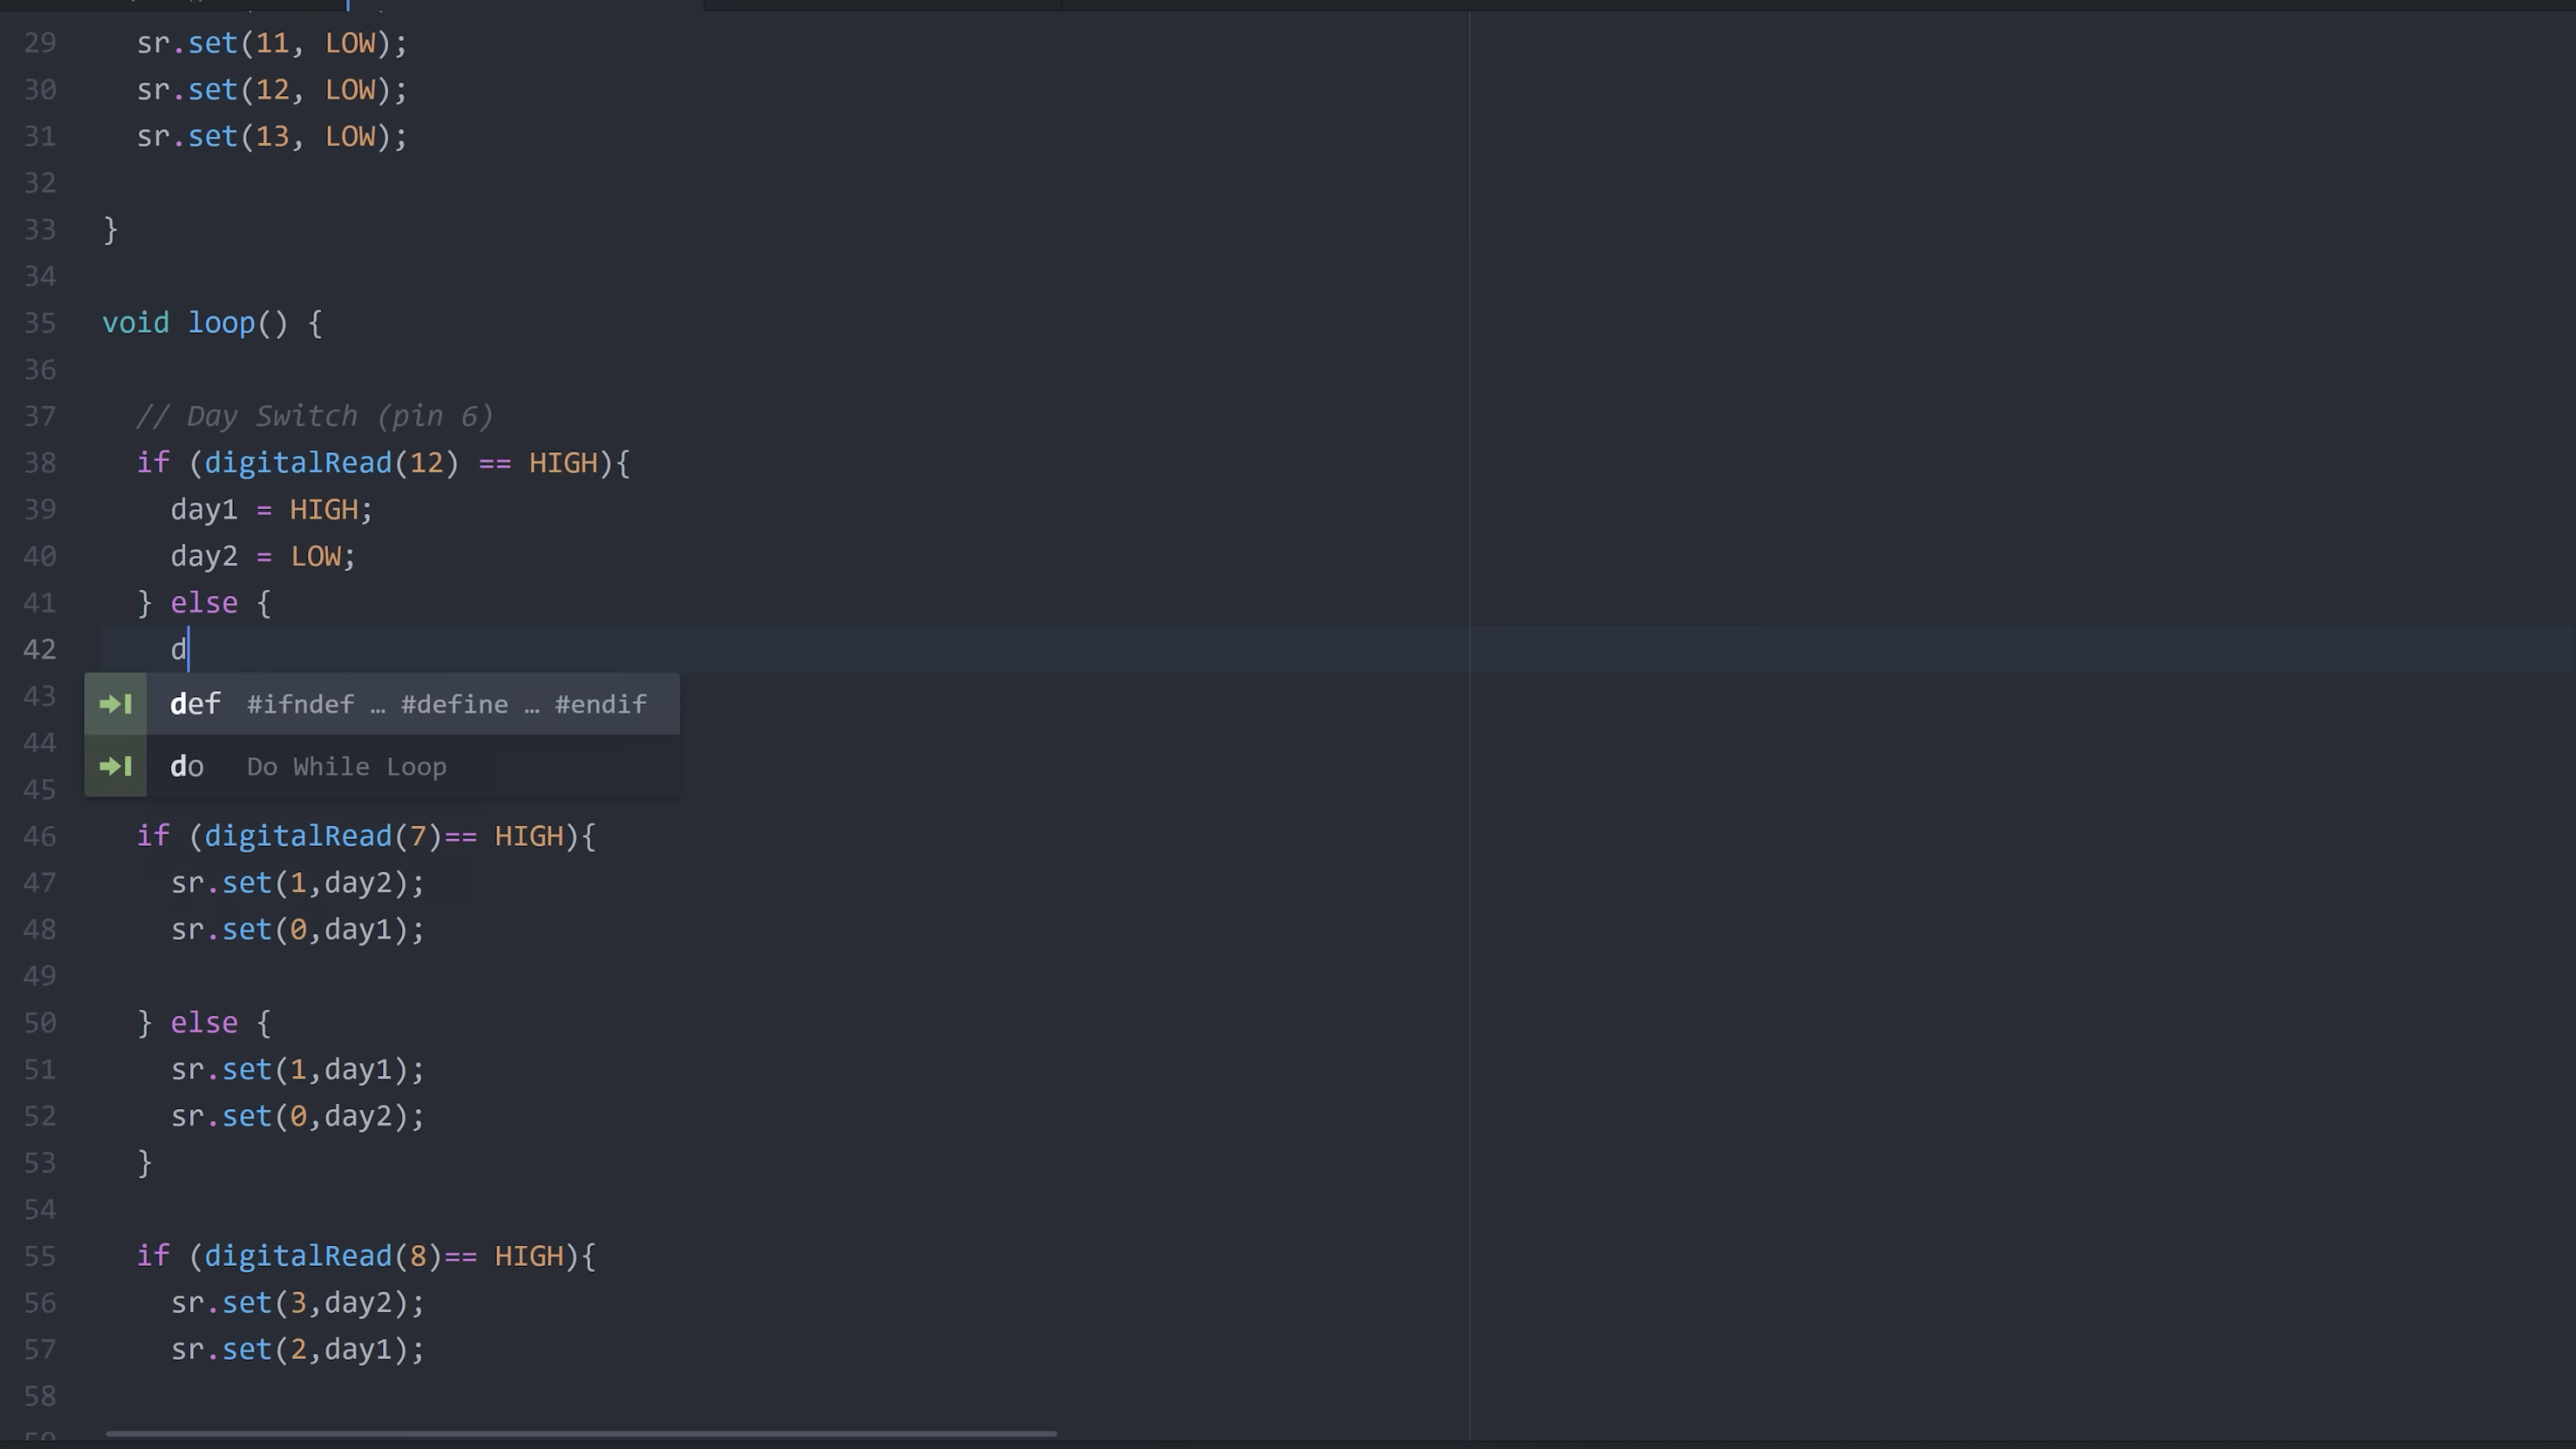 29 sr.set(11, LOW);
30 sr.set(12, LOW);
31 sr.set(13, LOW);
32
33 }
34
35 void loop() {
36
37 // Day Switch (pin 6)
38 if (digitalRead(12) == HIGH){
39 day1 = HIGH;
40 day2 = LOW;
41 } else {
42 d
43
def #ifndef … #define … #endif
44
do Do While Loop
45
46 if (digitalRead(7)== HIGH){
47 sr.set(1,day2);
48 sr.set(0,day1);
49
50 } else {
51 sr.set(1,day1);
52 sr.set(0,day2);
53 }
54
55 if (digitalRead(8)== HIGH){
56 sr.set(3,day2);
57 sr.set(2,day1);
58
59